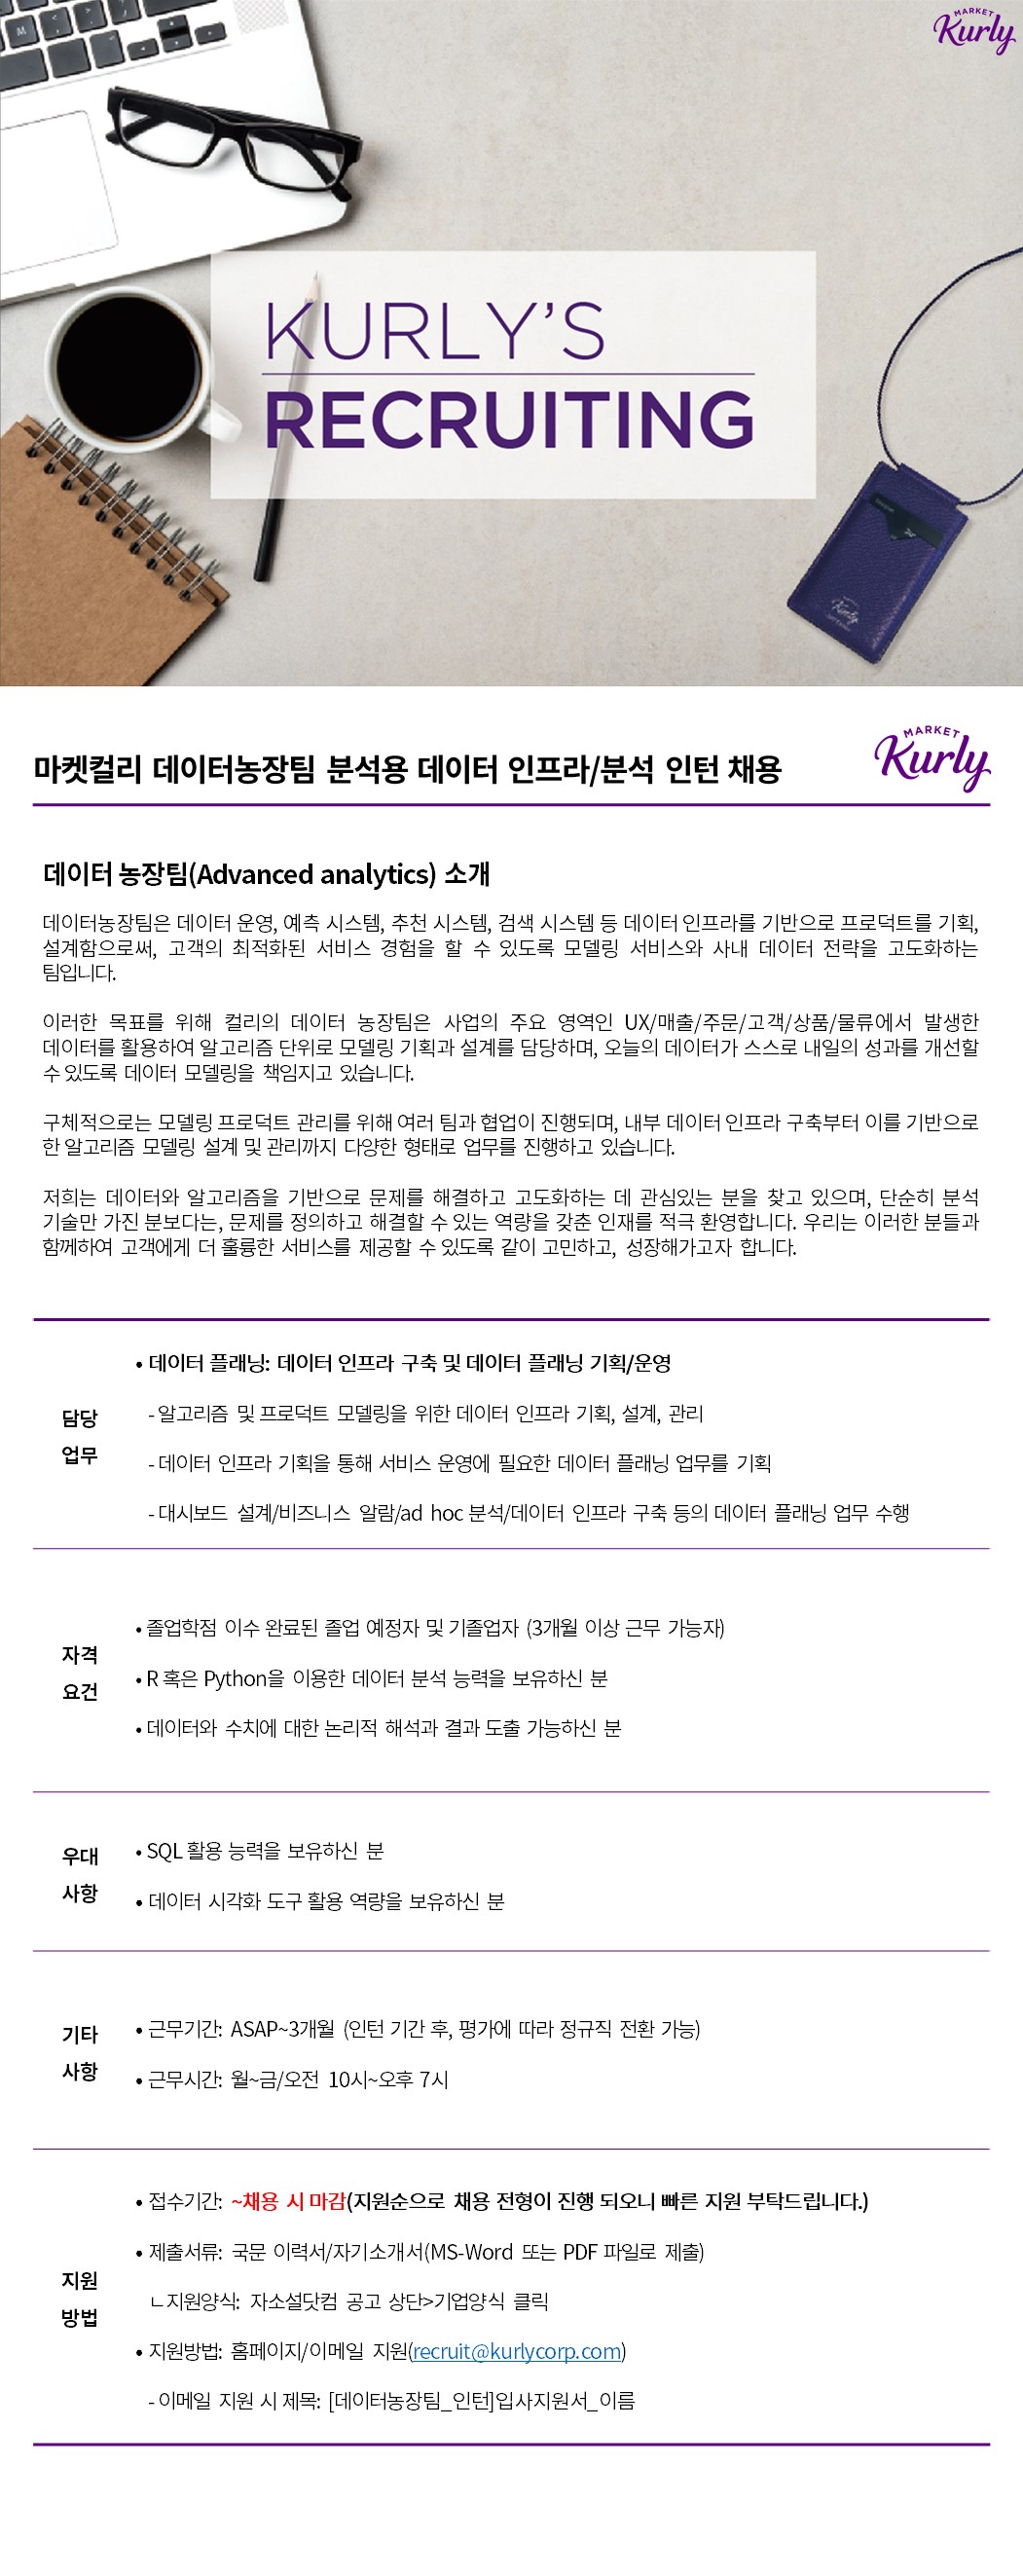 MARKET
Kurly
KURLY'S
RECRUITING
Kurly
마켓컬리 데이터농장팀 분석용 데이터 인프라/분석 인턴 채용
MARKET
Kurly
데이터 농장팀(Advanced analytics) 소개
데이터농장팀은 데이터 운영, 예측 시스템, 추천 시스템, 검색 시스템 등 데이터 인프라를 기반으로 프로덕트를 기획,
설계함으로써, 고객의 최적화된 서비스 경험을 할 수 있도록 모델링 서비스와 사내 데이터 전략을 고도화하는
팀입니다.
이러한 목표를 위해 컬리의 데이터 농장팀은 사업의 주요 영역인 UX/매출/주문/고객/상품/물류에서 발생한
데이터를 활용하여 알고리즘 단위로 모델링 기획과 설계를 담당하며, 오늘의 데이터가 스스로 내일의 성과를 개선할
수 있도록 데이터 모델링을 책임지고 있습니다.
구체적으로는 모델링 프로덕트 관리를 위해 여러 팀과 협업이 진행되며, 내부 데이터 인프라 구축부터 이를 기반으로
한 알고리즘 모델링 설계 및 관리까지 다양한 형태로 업무를 진행하고 있습니다.
저희는 데이터와 알고리즘을 기반으로 문제를 해결하고 고도화하는 데 관심있는 분을 찾고 있으며, 단순히 분석
기술만 가진 분보다는, 문제를 정의하고 해결할 수 있는 역량을 갖춘 인재를 적극 환영합니다. 우리는 이러한 분들과
함께하여 고객에게 더 훌륭한 서비스를 제공할 수 있도록 같이 고민하고, 성장해가고자 합니다.
담당
업무
• 데이터 플래닝: 데이터 인프라 구축 및 데이터 플래닝 기획/운영
- 알고리즘 및 프로덕트 모델링을 위한 데이터 인프라 기획, 설계, 관리
- 데이터 인프라 기획을 통해 서비스 운영에 필요한 데이터 플래닝 업무를 기획
- 대시보드 설계/비즈니스 알람/ad hoc 분석/데이터 인프라 구축 등의 데이터 플래닝 업무 수행
자격
요건
• 졸업학점 이수 완료된 졸업 예정자 및 기졸업자 (3개월 이상 근무 가능자)
• R 혹은 Python을 이용한 데이터 분석 능력을 보유하신 분
• 데이터와 수치에 대한 논리적 해석과 결과 도출 가능하신 분
우대
사항
• SQL 활용 능력을 보유하신 분
• 데이터 시각화 도구 활용 역량을 보유하신 분
기타
사항
• 근무기간: ASAP~3개월 (인턴 기간 후, 평가에 따라 정규직 전환 가능)
• 근무시간: 월~금/오전 10시~오후 7시
지원
방법
• 접수기간: ~채용 시 마감(지원순으로 채용 전형이 진행 되오니 빠른 지원 부탁드립니다.)
• 제출서류: 국문 이력서/자기소개서(MS-Word 또는 PDF 파일로 제출)
ㄴ지원양식: 자소설닷컴 공고 상단>기업양식 클릭
• 지원방법: 홈페이지/이메일 지원(recruit@kurlycorp.com)
- 이메일 지원 시 제목: [데이터농장팀_인턴]입사지원서_이름